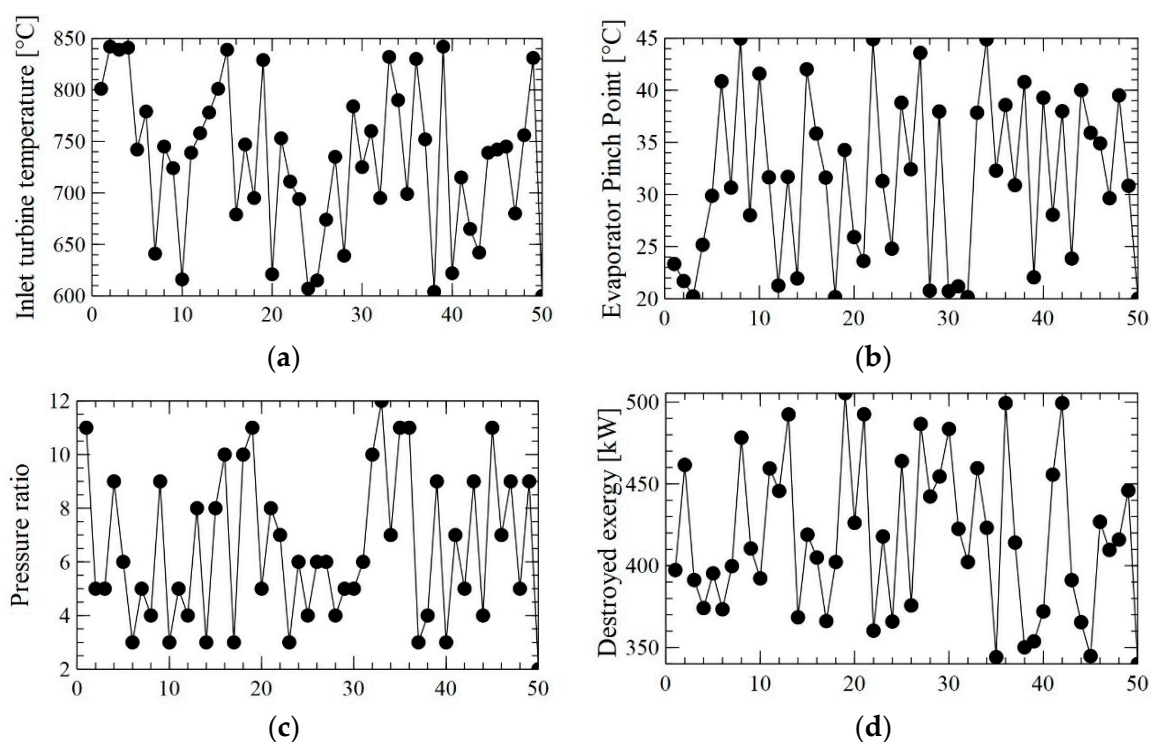 Inlet turbine temperature [°C]
850
800
750
700
650
600
0 10 20 30 40 50
(a)
Evaporator Pinch Point [°C]
45
40
35
30
25
20
0 10 20 30 40 50
(b)
Pressure ratio
12
10
8
6
4
2
0 10 20 30 40 50
(c)
Destroyed exergy [kW]
500
450
400
350
0 10 20 30 40 50
(d)